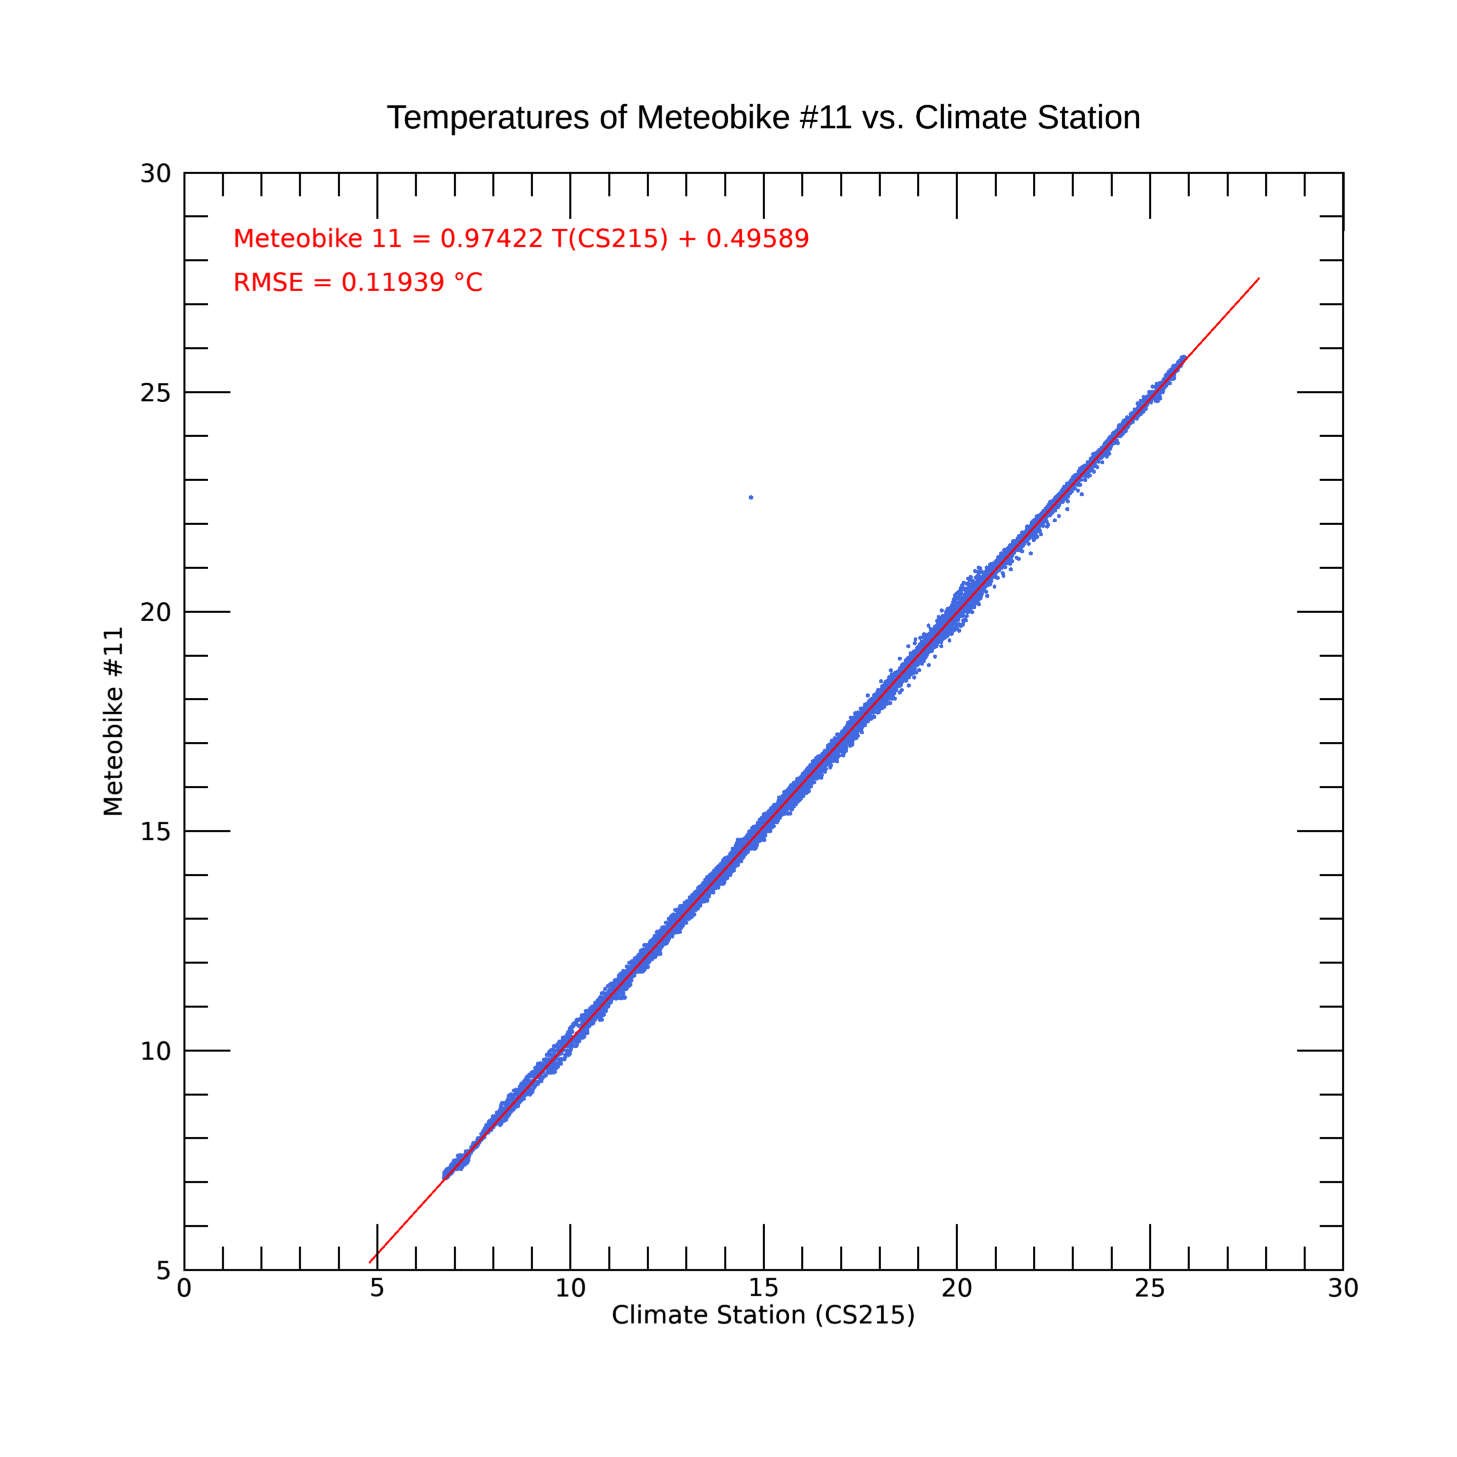 Temperatures of Meteobike #11 vs. Climate Station
30
Meteobike 11 = 0.97422 T(CS215) + 0.49589
RMSE = 0.11939 °C
25
20
Meteobike #11
15
10
5
0 5 10 15 20 25 30
Climate Station (CS215)